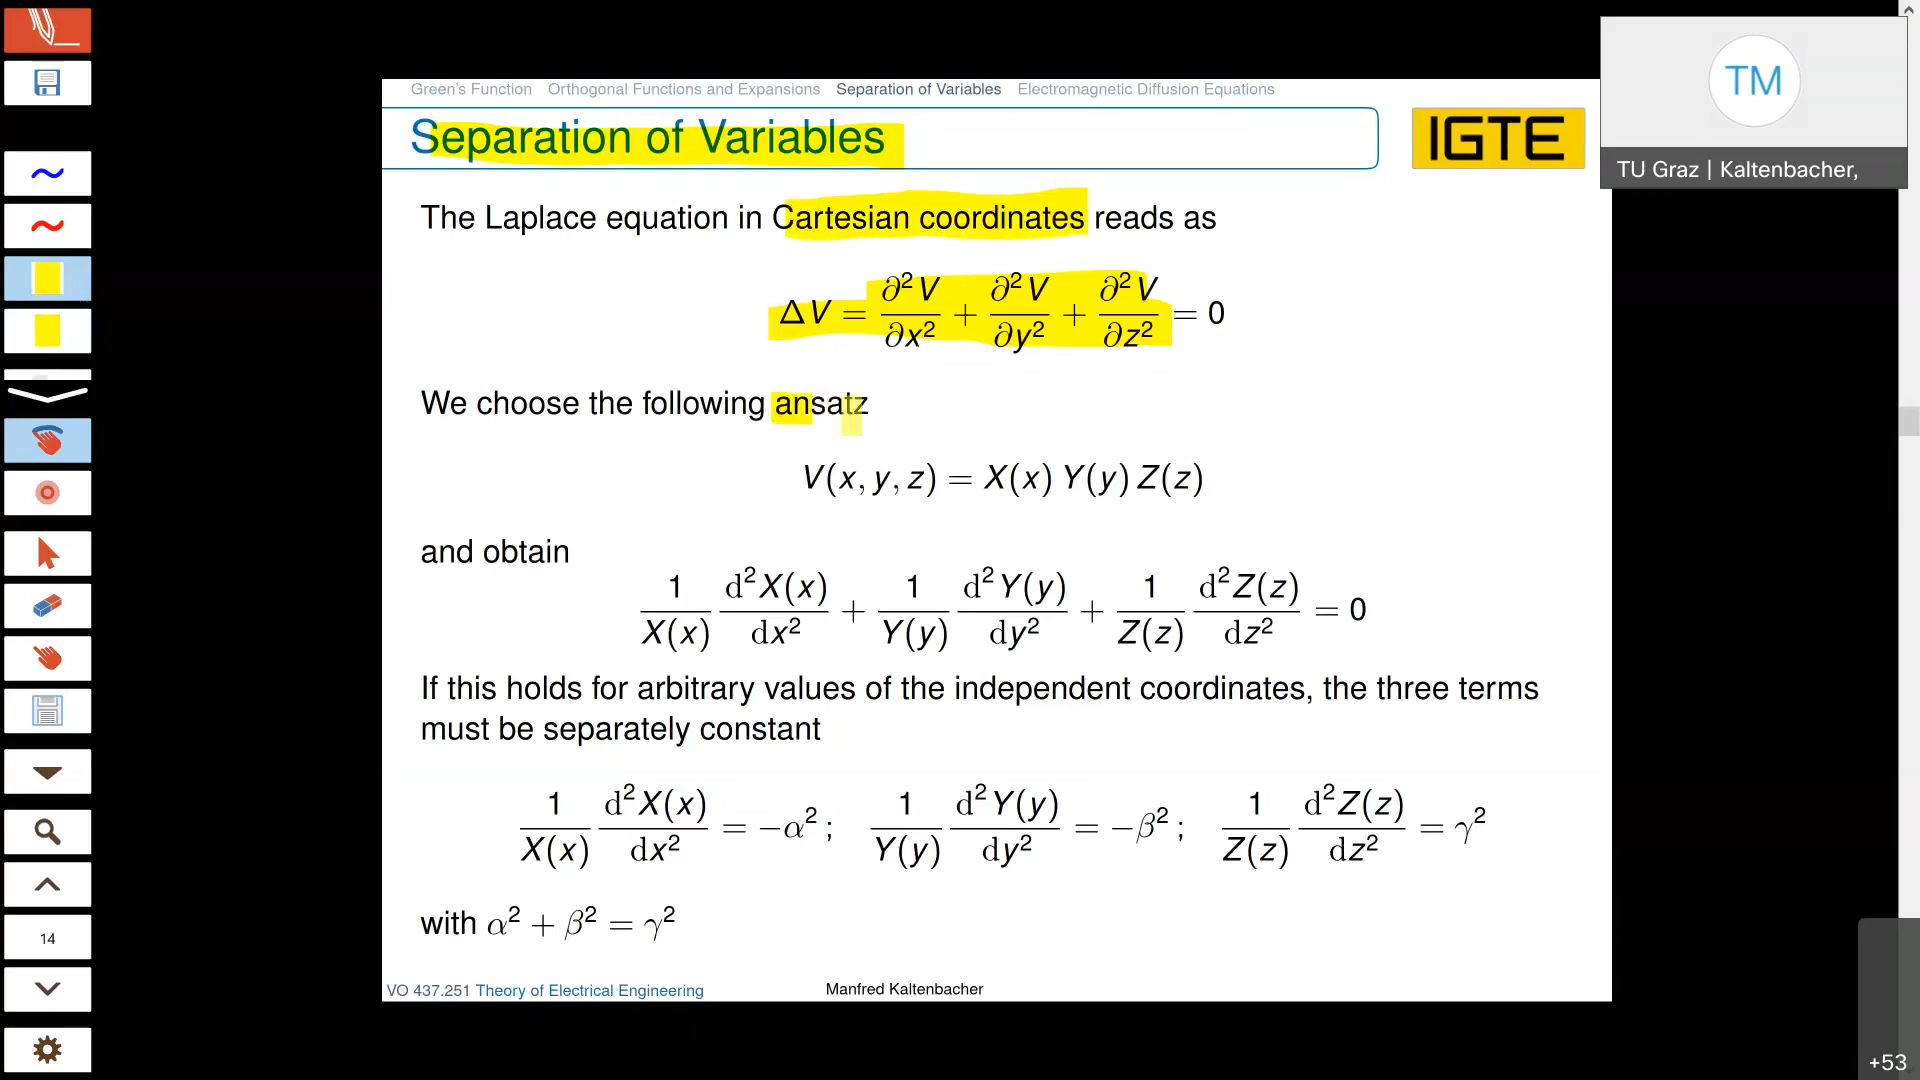 Green's Function Orthogonal Functions and Expansions Separation of Variables Electromagnetic Diffusion Equations
Separation of Variables
IGTE
TM
TU Graz | Kaltenbacher,
The Laplace equation in Cartesian coordinates reads as
ΔV = ∂²V/∂x² + ∂²V/∂y² + ∂²V/∂z² = 0
We choose the following ansatz
V(x, y, z) = X(x) Y(y) Z(z)
and obtain
1/X(x) d²X(x)/dx² + 1/Y(y) d²Y(y)/dy² + 1/Z(z) d²Z(z)/dz² = 0
If this holds for arbitrary values of the independent coordinates, the three terms
must be separately constant
1/X(x) d²X(x)/dx² = −α² ; 1/Y(y) d²Y(y)/dy² = −β² ; 1/Z(z) d²Z(z)/dz² = γ²
with α² + β² = γ²
14
VO 437.251 Theory of Electrical Engineering Manfred Kaltenbacher
+53